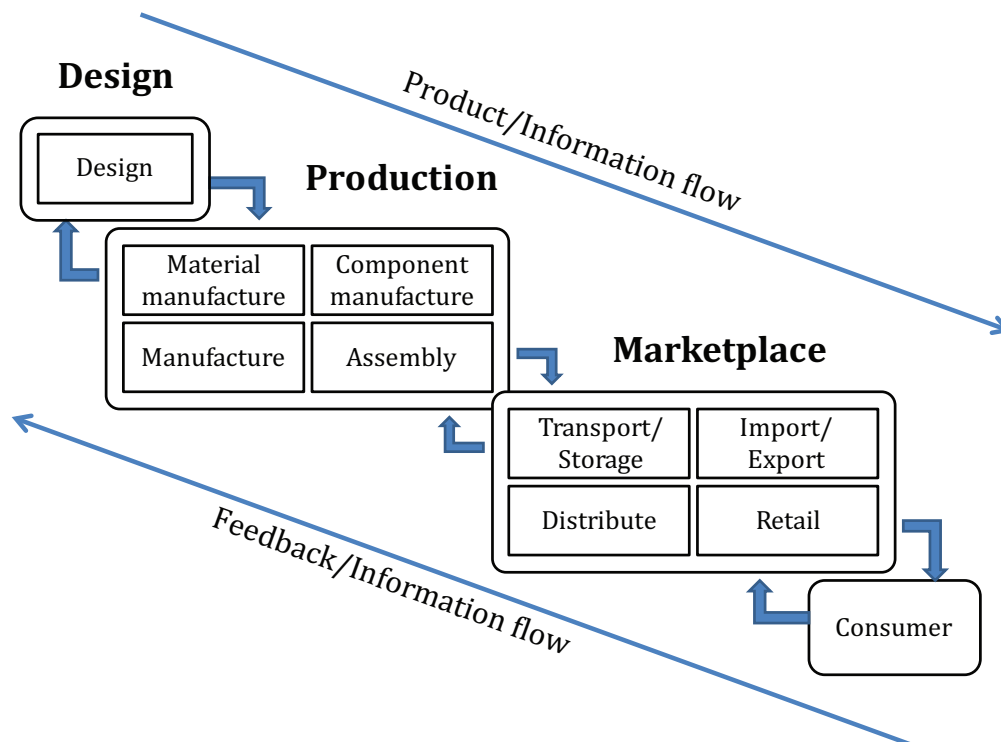 Design
Product/Information flow
Design
Production
Material
manufacture
Component
manufacture
Manufacture
Assembly
Marketplace
Transport/
Storage
Import/
Export
Distribute
Retail
Feedback/Information flow
Consumer